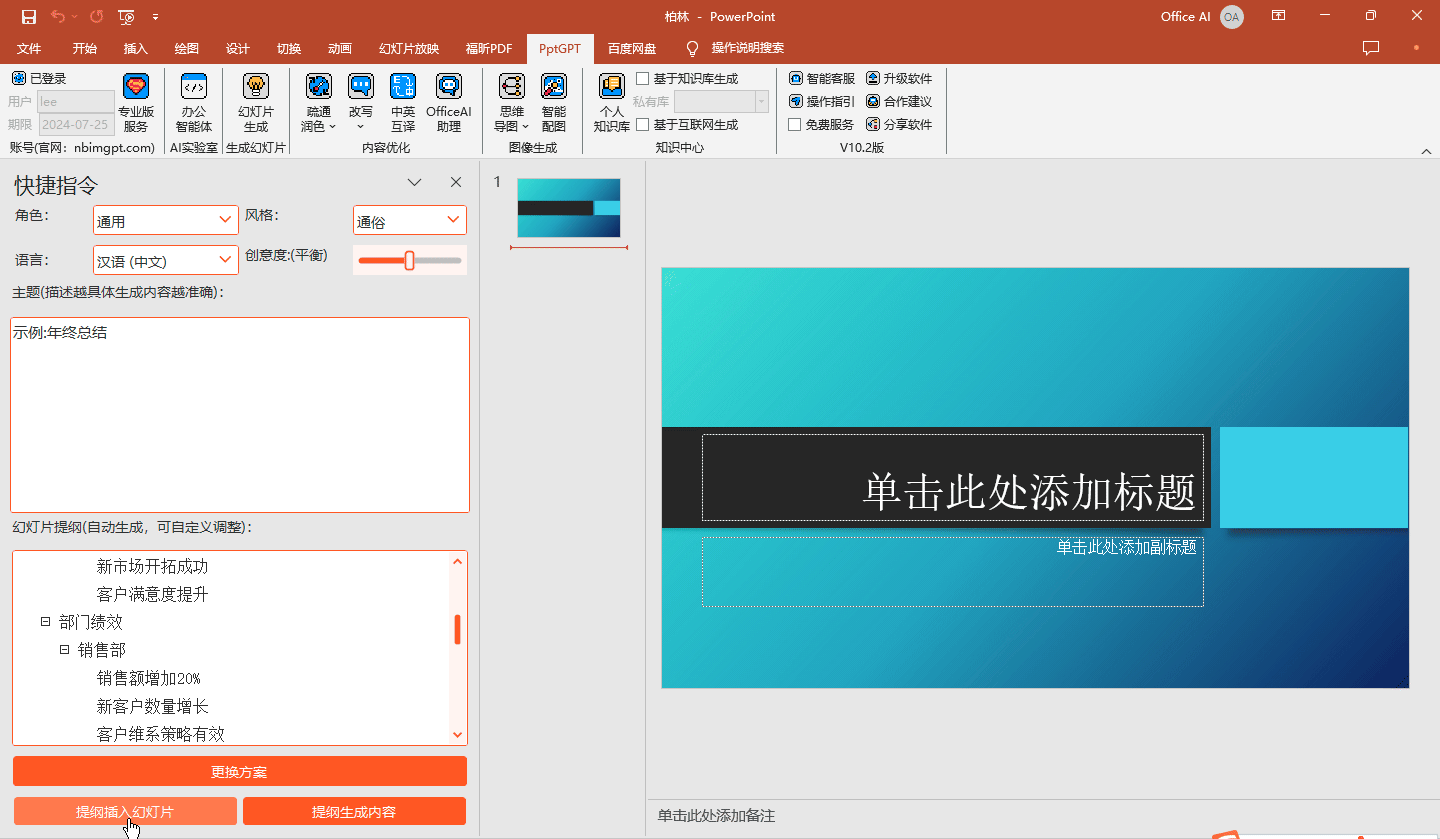 柏林 - PowerPoint
Office AI OA
文件 开始 插入 绘图 设计 切换 动画 幻灯片放映 福昕PDF PptGPT 百度网盘 操作说明搜索
已登录
用户 lee
期限 2024-07-25
专业版
服务
账号(官网：nbimgpt.com)
办公
智能体
AI实验室
幻灯片
生成
生成幻灯片
疏通
润色
改写
中英
互译
OfficeAI
助理
内容优化
思维
导图
智能
配图
图像生成
个人
知识库
基于知识库生成
私有库
基于互联网生成
知识中心
智能客服 升级软件
操作指引 合作建议
免费服务 分享软件
V10.2版
快捷指令
角色： 通用 风格： 通俗
语言： 汉语 (中文) 创意度:(平衡)
主题(描述越具体生成内容越准确)：
示例:年终总结
幻灯片提纲(自动生成，可自定义调整)：
新市场开拓成功
客户满意度提升
部门绩效
销售部
销售额增加20%
新客户数量增长
客户维系策略有效
更换方案
提纲插入幻灯片 提纲生成内容
1
单击此处添加标题
单击此处添加副标题
单击此处添加备注